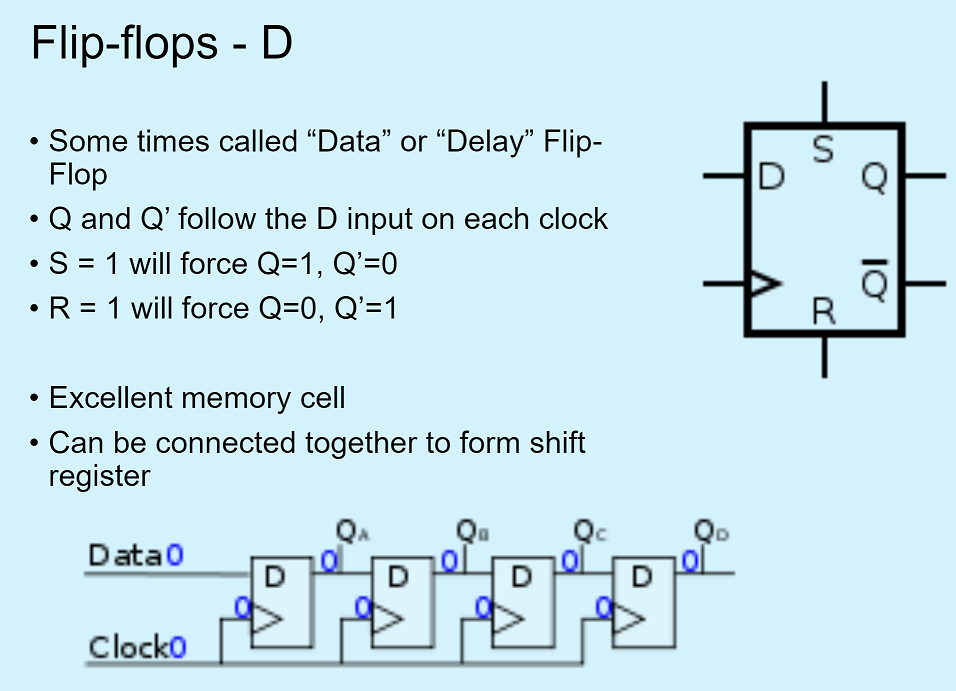 Flip-flops - D
• Some times called “Data” or “Delay” Flip-
Flop
• Q and Q’ follow the D input on each clock
• S = 1 will force Q=1, Q’=0
• R = 1 will force Q=0, Q’=1
• Excellent memory cell
• Can be connected together to form shift
register
S
D Q
Q̅
R
QA QB QC QD
Data0 0 0 0 0
D D D D
0 0 0 0
Clock0